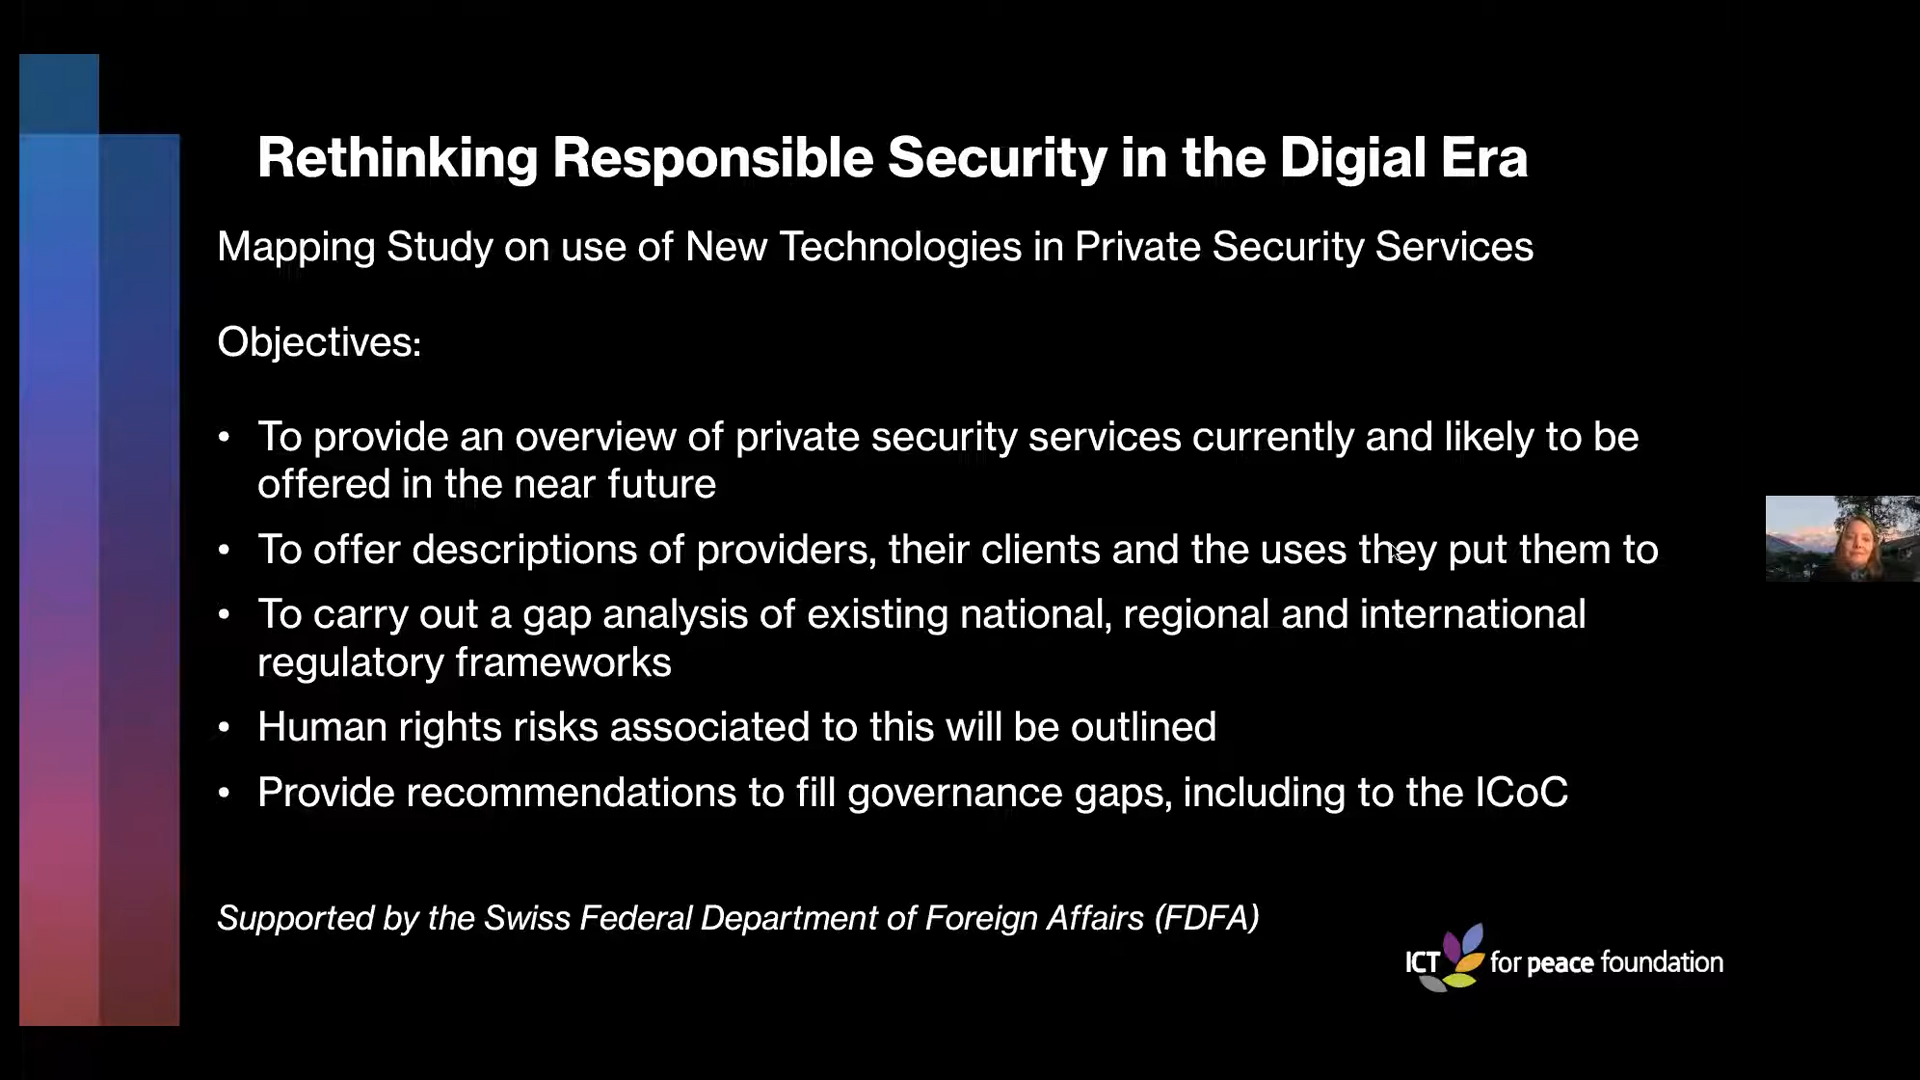 Rethinking Responsible Security in the Digial Era
Mapping Study on use of New Technologies in Private Security Services
Objectives:
• To provide an overview of private security services currently and likely to be
offered in the near future
• To offer descriptions of providers, their clients and the uses they put them to
• To carry out a gap analysis of existing national, regional and international
regulatory frameworks
• Human rights risks associated to this will be outlined
• Provide recommendations to fill governance gaps, including to the ICoC
Supported by the Swiss Federal Department of Foreign Affairs (FDFA)
ICT for peace foundation